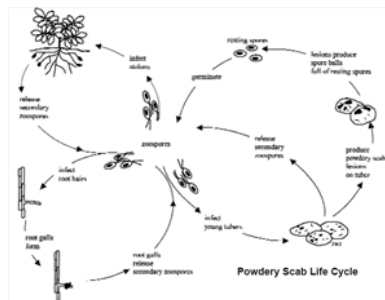 resting spores
lesions produce
spore balls
full of resting spores
infect
stolons
germinate
release
secondary
zoospores
zoospores
release
secondary
zoospores
produce
powdery scab
lesions
on tuber
infect
root hairs
infect
young tubers
root galls
form
root galls
release
secondary zoospores
Powdery Scab Life Cycle